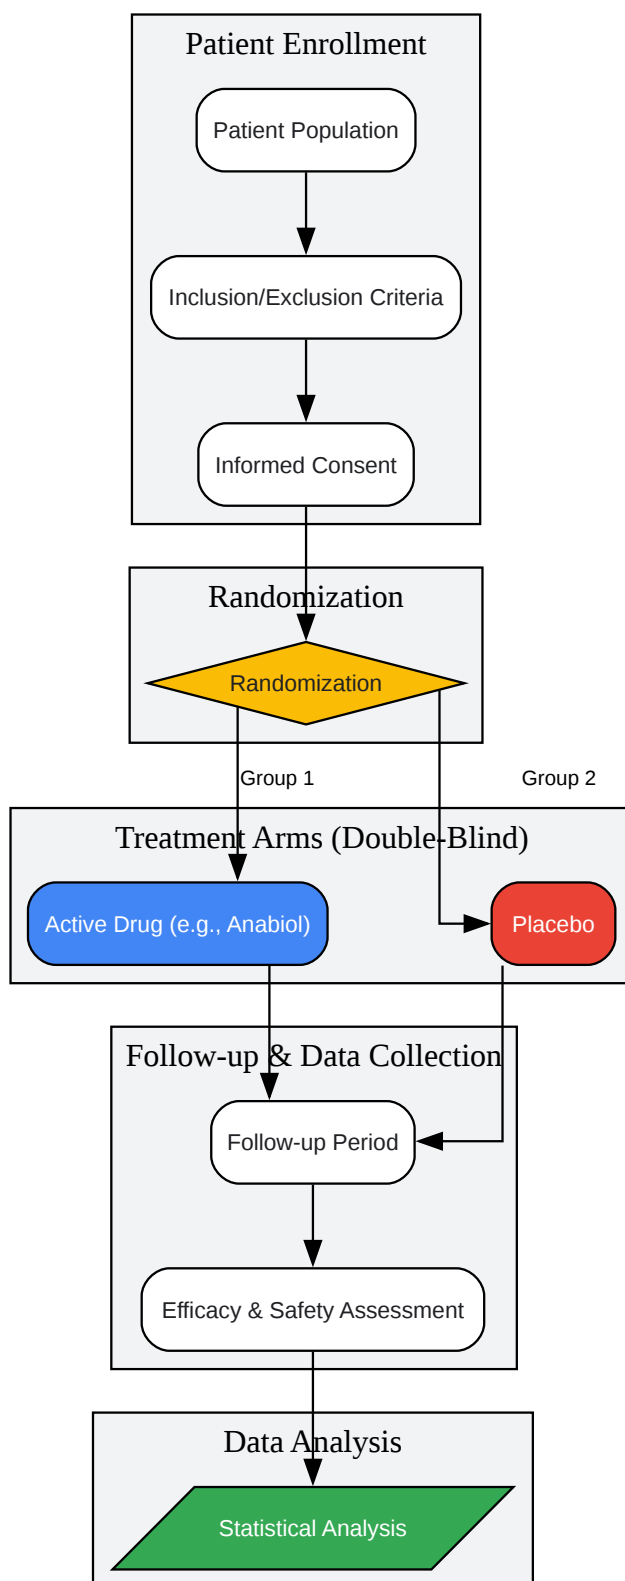 Patient Enrollment
Patient Population
Inclusion/Exclusion Criteria
Informed Consent
Randomization
Randomization
Group 1
Group 2
Treatment Arms (Double-Blind)
Active Drug (e.g., Anabiol)
Placebo
Follow-up & Data Collection
Follow-up Period
Efficacy & Safety Assessment
Data Analysis
Statistical Analysis